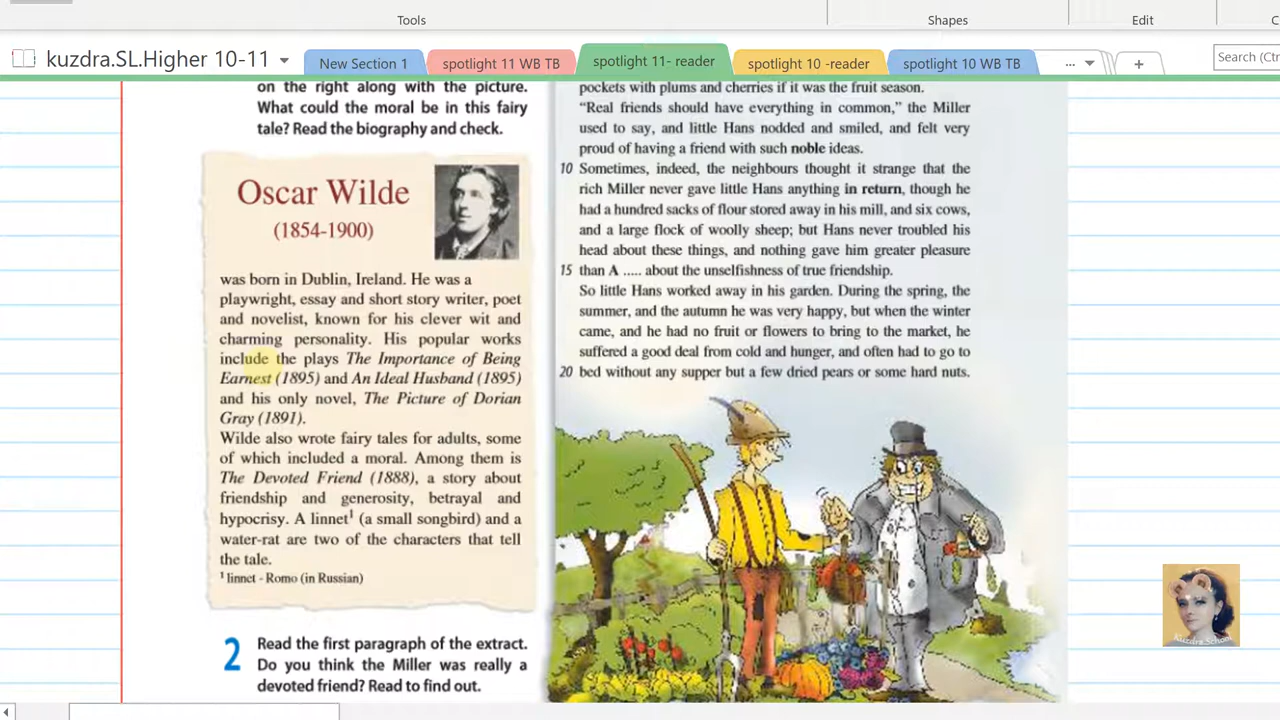 Tools
Shapes
Edit
kuzdra.SL.Higher 10-11
New Section 1
spotlight 11 WB TB
spotlight 11- reader
spotlight 10 -reader
spotlight 10 WB TB
...
+
Search (Ctr
on the right along with the picture.
What could the moral be in this fairy
tale? Read the biography and check.
Oscar Wilde
(1854-1900)
was born in Dublin, Ireland. He was a
playwright, essay and short story writer, poet
and novelist, known for his clever wit and
charming personality. His popular works
include the plays The Importance of Being
Earnest (1895) and An Ideal Husband (1895)
and his only novel, The Picture of Dorian
Gray (1891).
Wilde also wrote fairy tales for adults, some
of which included a moral. Among them is
The Devoted Friend (1888), a story about
friendship and generosity, betrayal and
hypocrisy. A linnet¹ (a small songbird) and a
water-rat are two of the characters that tell
the tale.
¹ linnet - Romo (in Russian)
2 Read the first paragraph of the extract.
Do you think the Miller was really a
devoted friend? Read to find out.
pockets with plums and cherries if it was the fruit season.
“Real friends should have everything in common,” the Miller
used to say, and little Hans nodded and smiled, and felt very
proud of having a friend with such noble ideas.
10 Sometimes, indeed, the neighbours thought it strange that the
rich Miller never gave little Hans anything in return, though he
had a hundred sacks of flour stored away in his mill, and six cows,
and a large flock of woolly sheep; but Hans never troubled his
head about these things, and nothing gave him greater pleasure
15 than A ..... about the unselfishness of true friendship.
So little Hans worked away in his garden. During the spring, the
summer, and the autumn he was very happy, but when the winter
came, and he had no fruit or flowers to bring to the market, he
suffered a good deal from cold and hunger, and often had to go to
20 bed without any supper but a few dried pears or some hard nuts.
Kuzdra.School